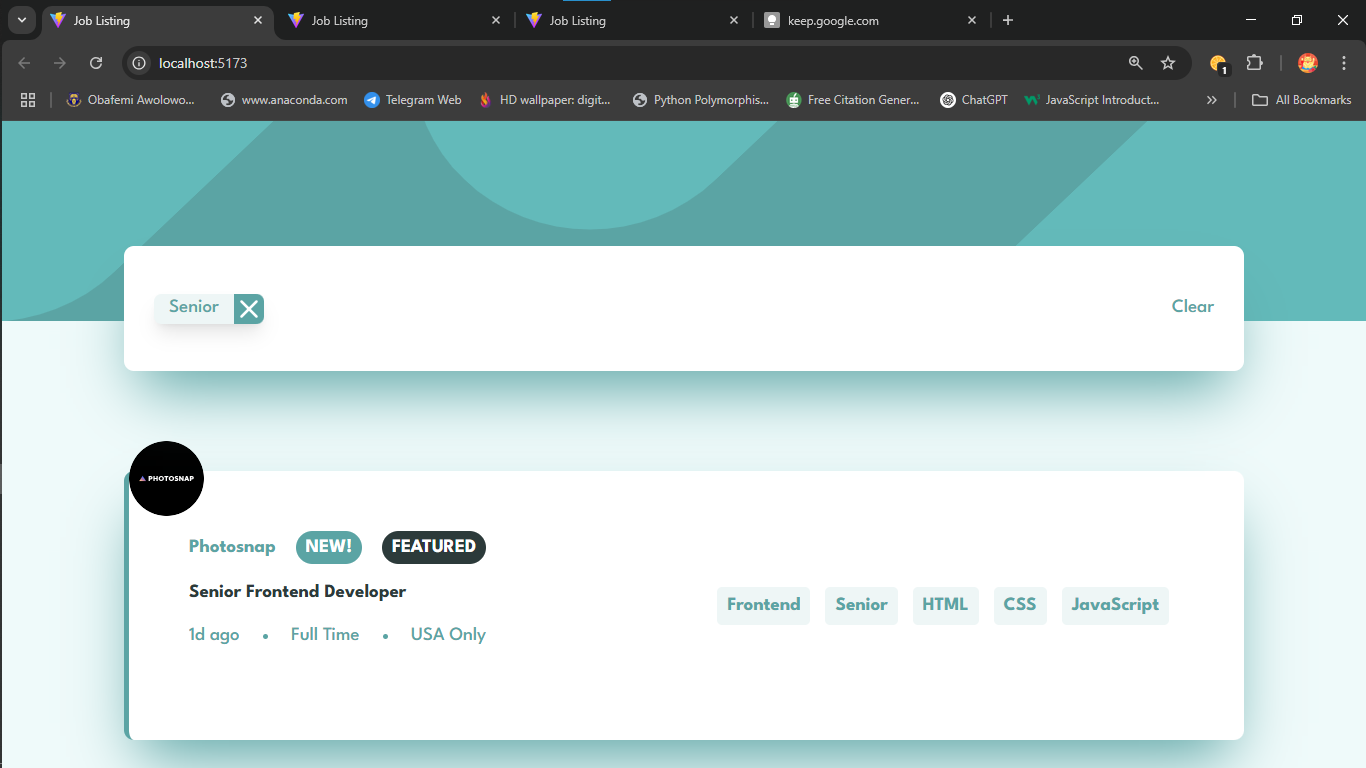 Job Listing
Job Listing
Job Listing
keep.google.com
localhost:5173
1
Obafemi Awolowo...
www.anaconda.com
Telegram Web
HD wallpaper: digit...
Python Polymorphis...
Free Citation Gener...
ChatGPT
JavaScript Introduct...
All Bookmarks
Senior
Clear
PHOTOSNAP
Photosnap NEW! FEATURED
Senior Frontend Developer
1d ago • Full Time • USA Only
Frontend Senior HTML CSS JavaScript